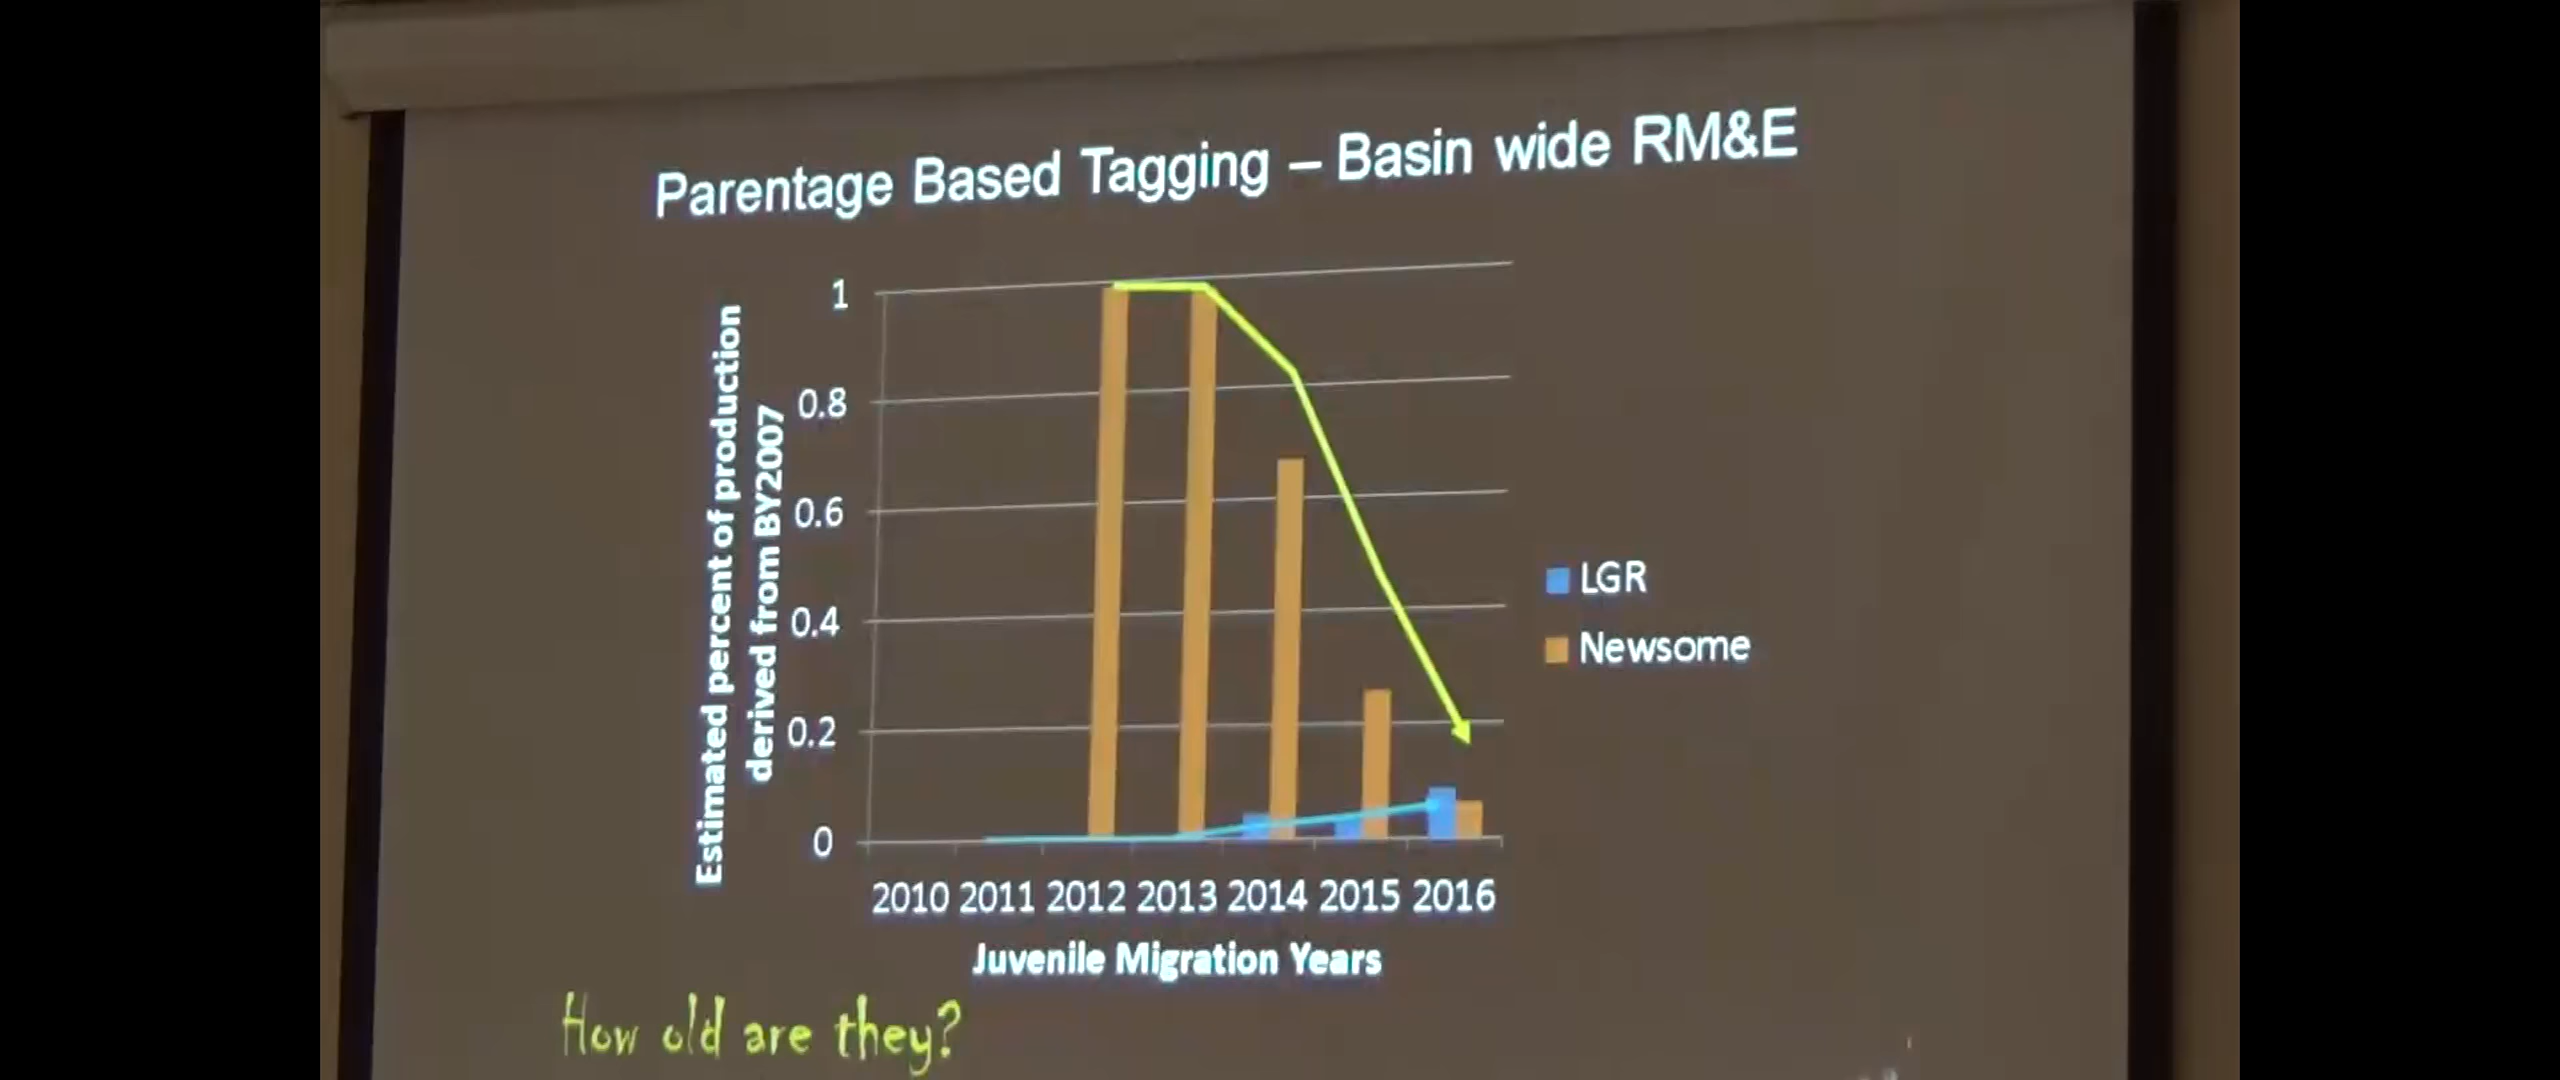 Parentage Based Tagging – Basin wide RM&E
Estimated percent of production
derived from BY2007
1
0.8
0.6
0.4
0.2
0
2010 2011 2012 2013 2014 2015 2016
Juvenile Migration Years
LGR
Newsome
How old are they?